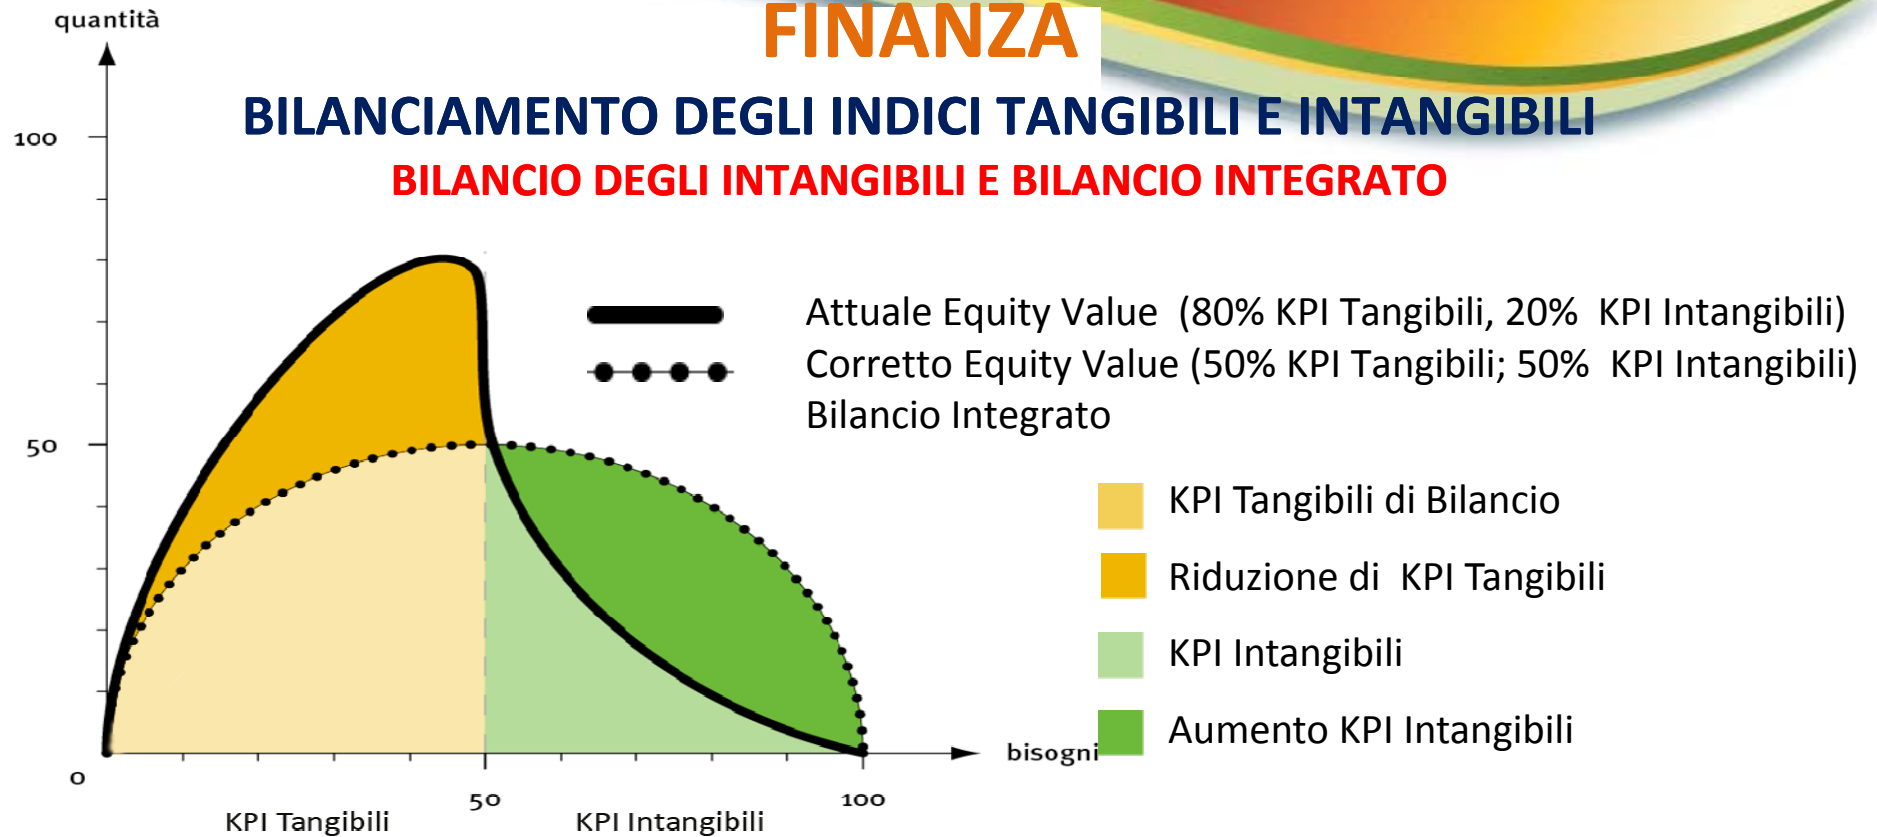 quantità
FINANZA
BILANCIAMENTO DEGLI INDICI TANGIBILI E INTANGIBILI
100
BILANCIO DEGLI INTANGIBILI E BILANCIO INTEGRATO
Attuale Equity Value (80% KPI Tangibili, 20% KPI Intangibili)
Corretto Equity Value (50% KPI Tangibili; 50% KPI Intangibili)
Bilancio Integrato
50
KPI Tangibili di Bilancio
Riduzione di KPI Tangibili
KPI Intangibili
Aumento KPI Intangibili
bisogni
0
50
100
KPI Tangibili
KPI Intangibili